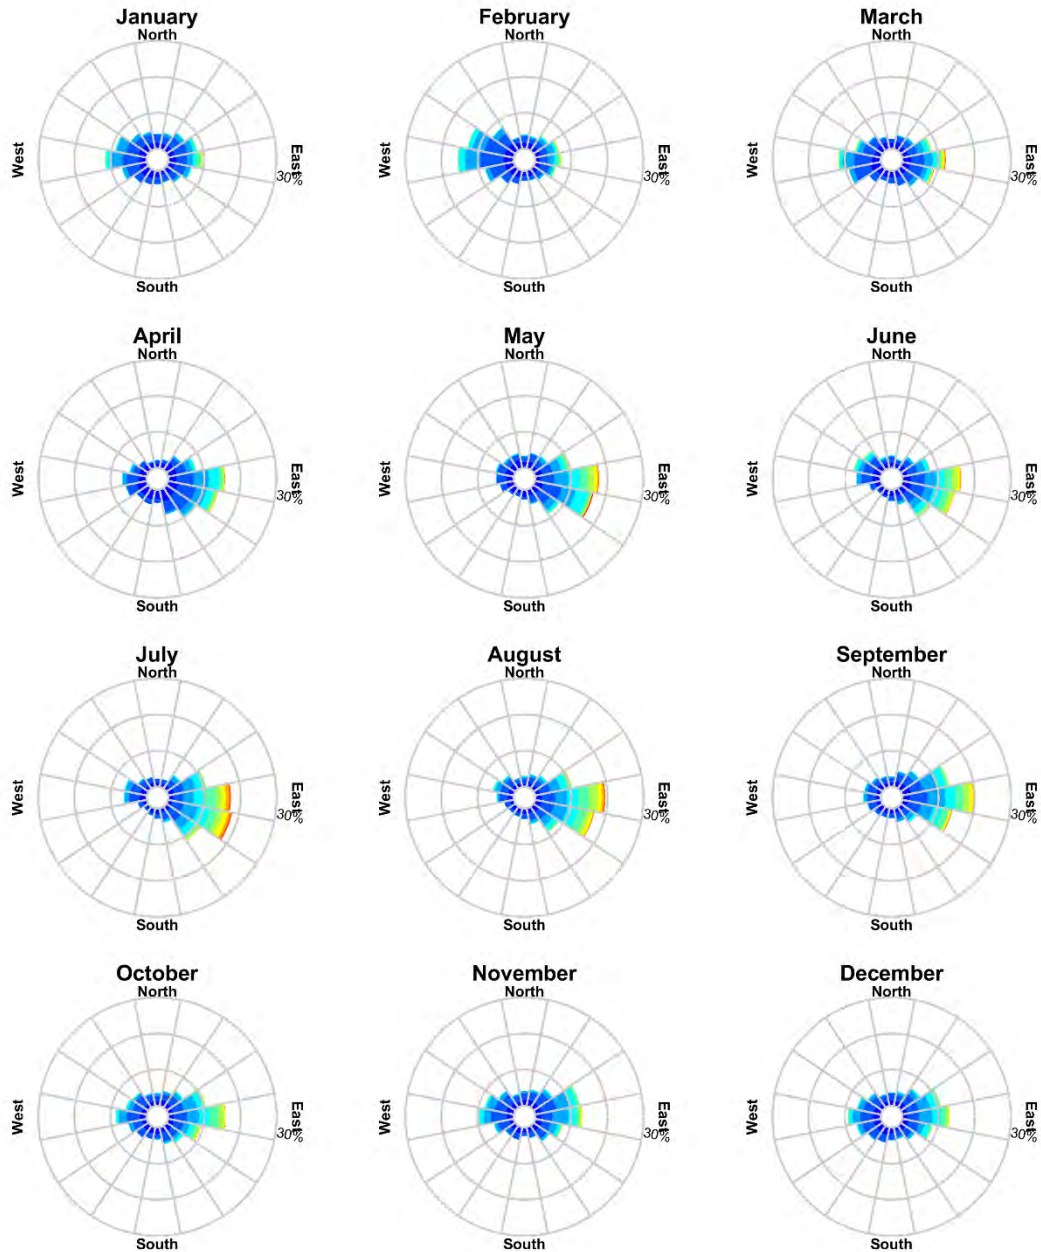 January
North
West
East
30%
South
February
North
West
East
30%
South
March
North
West
East
30%
South
April
North
West
East
30%
South
May
North
West
East
30%
South
June
North
West
East
30%
South
July
North
West
East
30%
South
August
North
West
East
30%
South
September
North
West
East
30%
South
October
North
West
East
30%
South
November
North
West
East
30%
South
December
North
West
East
30%
South